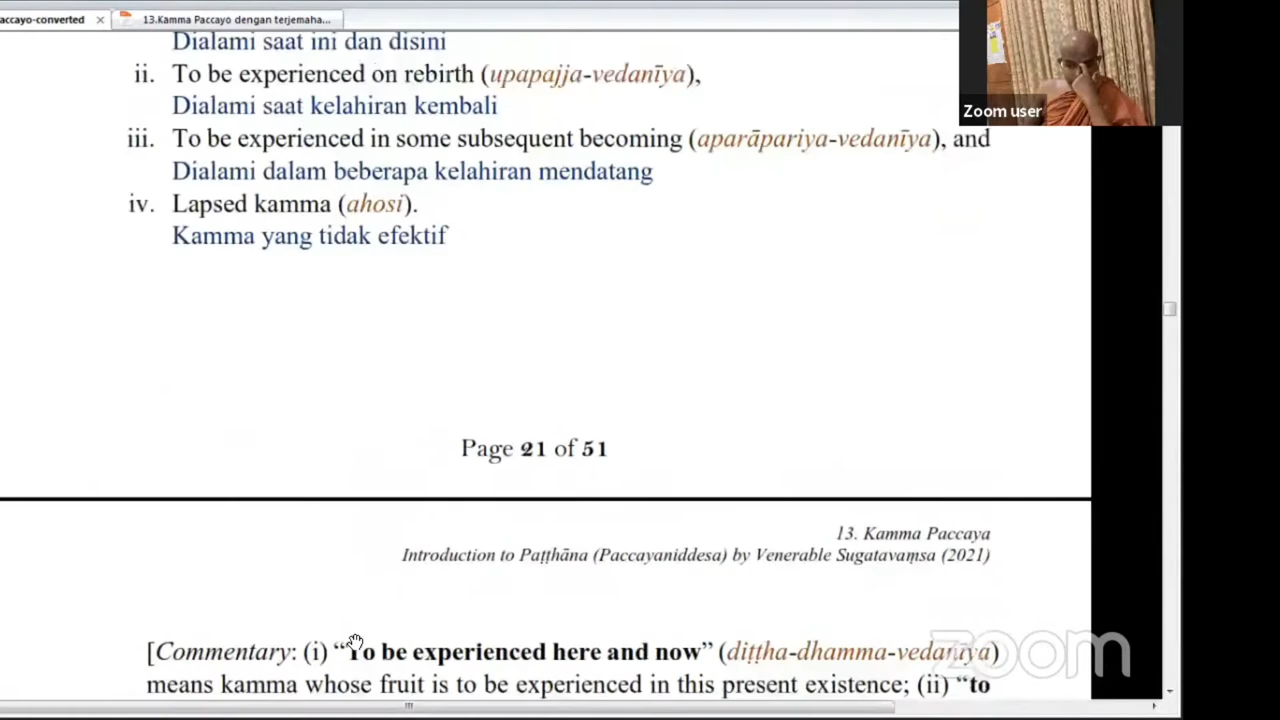 accayo-converted
13.Kamma Paccayo dengan terjemaha...
Zoom user
Dialami saat ini dan disini
ii. To be experienced on rebirth (upapajja-vedanīya),
Dialami saat kelahiran kembali
iii. To be experienced in some subsequent becoming (aparāpariya-vedanīya), and
Dialami dalam beberapa kelahiran mendatang
iv. Lapsed kamma (ahosi).
Kamma yang tidak efektif
Page 21 of 51
13. Kamma Paccaya
Introduction to Paṭṭhāna (Paccayaniddesa) by Venerable Sugatavaṃsa (2021)
[Commentary: (i) “To be experienced here and now” (diṭṭha-dhamma-vedanīya)
means kamma whose fruit is to be experienced in this present existence; (ii) “to
zoom